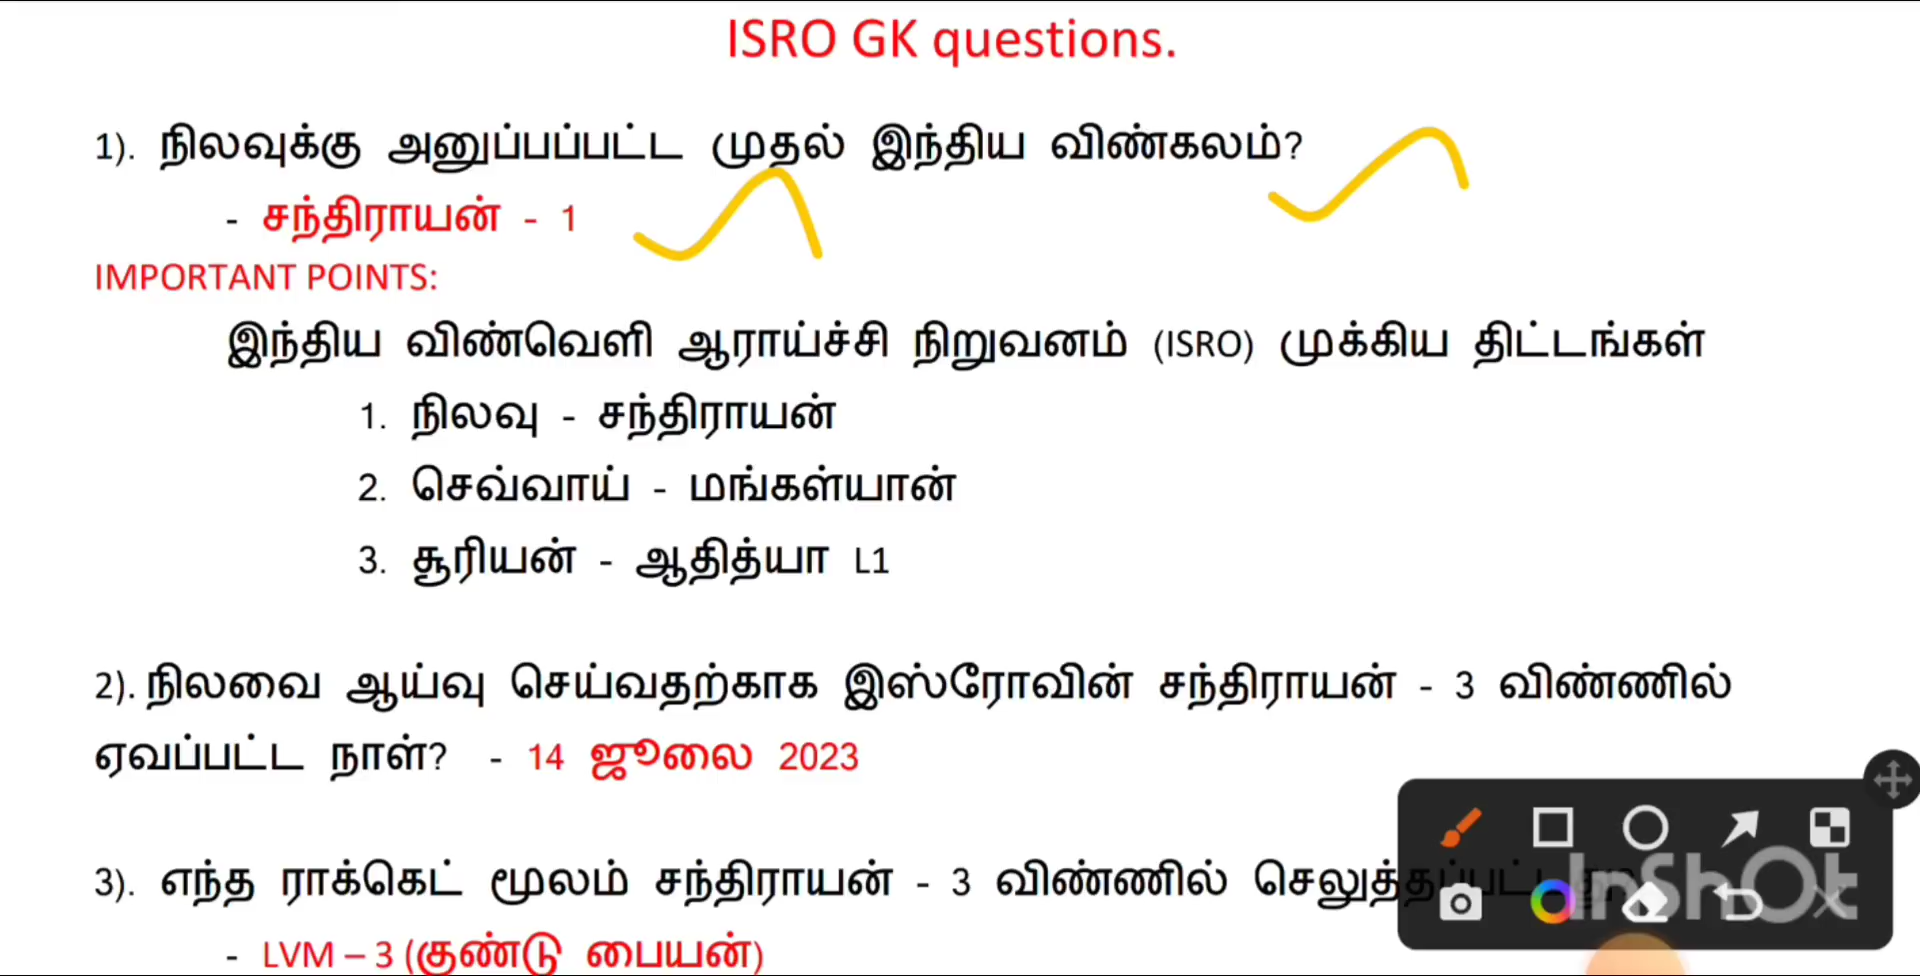 ISRO GK questions.
1). நிலவுக்கு அனுப்பப்பட்ட முதல் இந்திய விண்கலம்?
- சந்திராயன் - 1
IMPORTANT POINTS:
இந்திய விண்வெளி ஆராய்ச்சி நிறுவனம் (ISRO) முக்கிய திட்டங்கள்
1. நிலவு - சந்திராயன்
2. செவ்வாய் - மங்கள்யான்
3. சூரியன் - ஆதித்யா L1
2). நிலவை ஆய்வு செய்வதற்காக இஸ்ரோவின் சந்திராயன் - 3 விண்ணில்
ஏவப்பட்ட நாள்? - 14 ஜூலை 2023
3). எந்த ராக்கெட் மூலம் சந்திராயன் - 3 விண்ணில்
InShOt
- LVM – 3 (குண்டு பையன்)